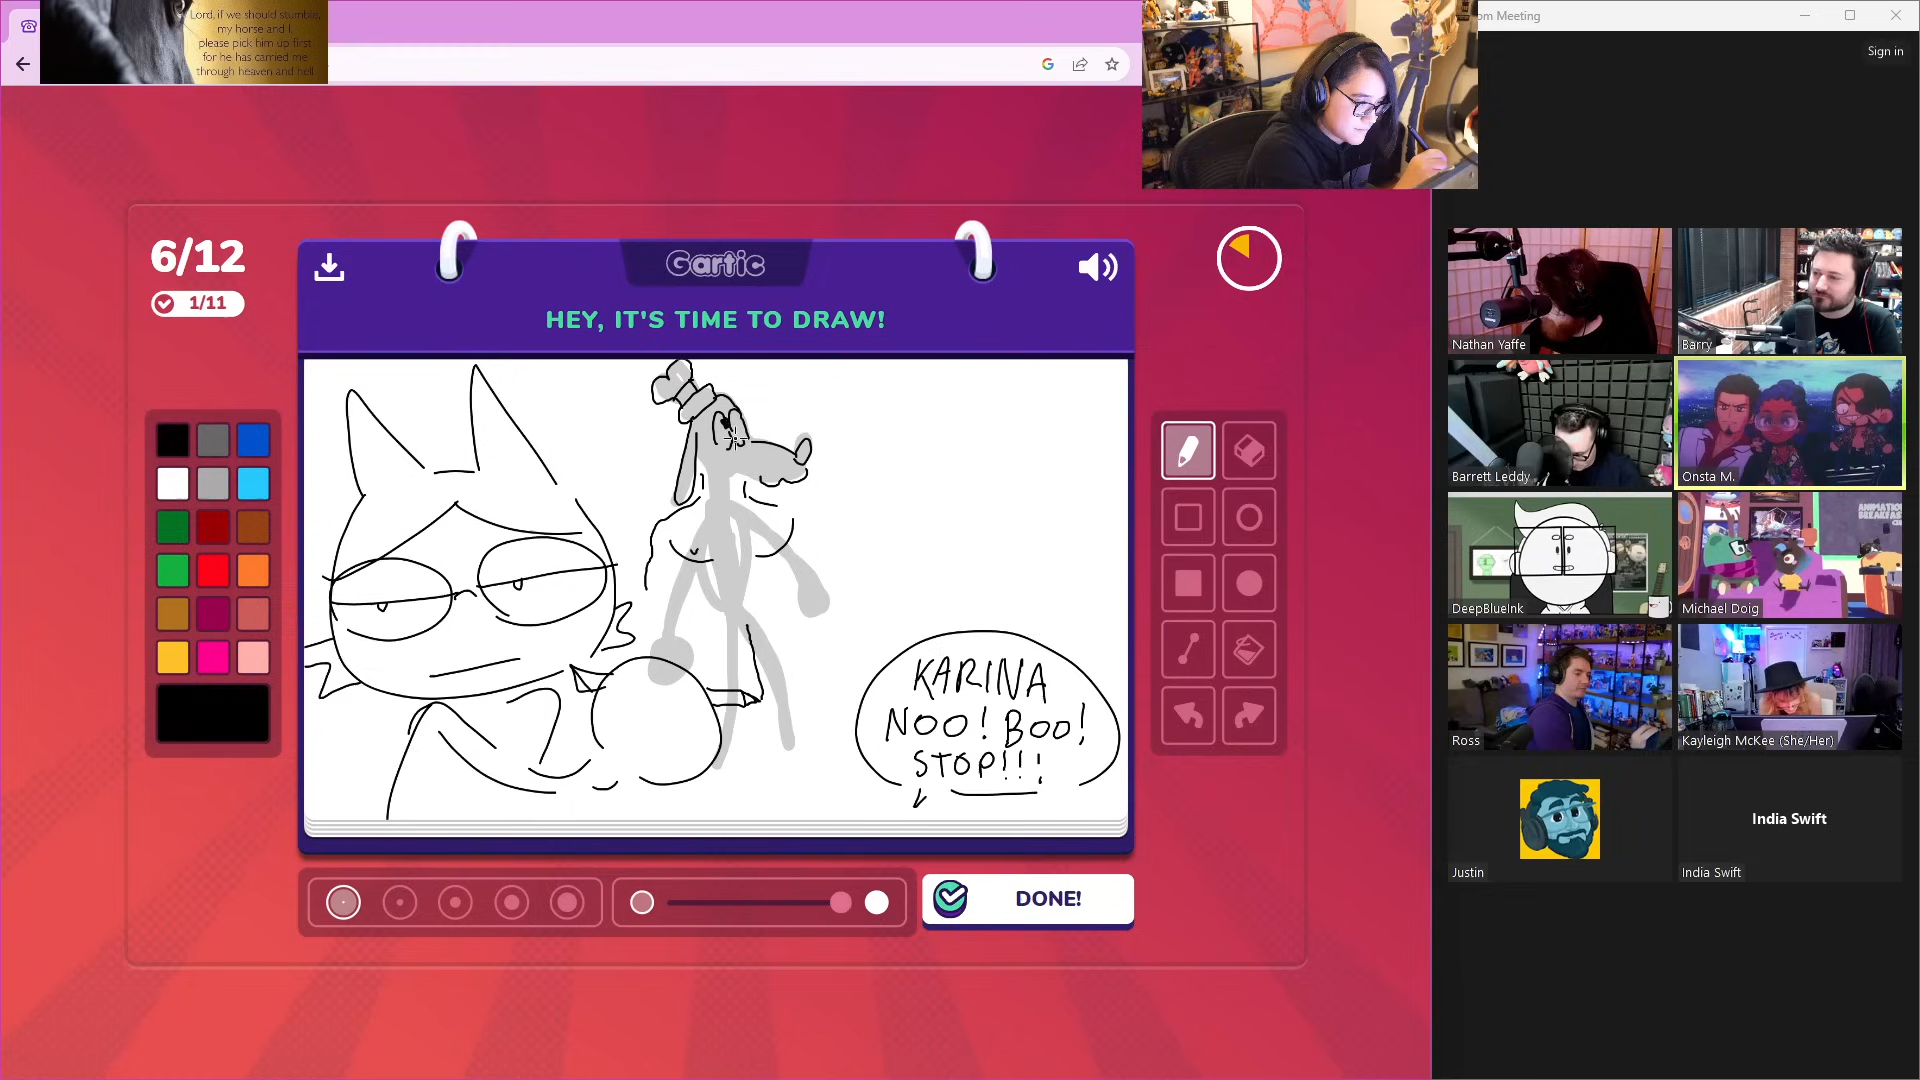 Lord, if we should stumble,
my horse and I,
please pick him up first
for he has carried me
through heaven and hell
om Meeting
Sign in
6/12
1/11
Gartic
HEY, IT'S TIME TO DRAW!
KARINA
NOO! BOO!
STOP!!!
DONE!
Nathan Yaffe
Barry
Barrett Leddy
Onsta M.
DeepBlueInk
ANIMATION
BREAKFAST
Michael Doig
Ross
Kayleigh McKee (She/Her)
India Swift
Justin
India Swift